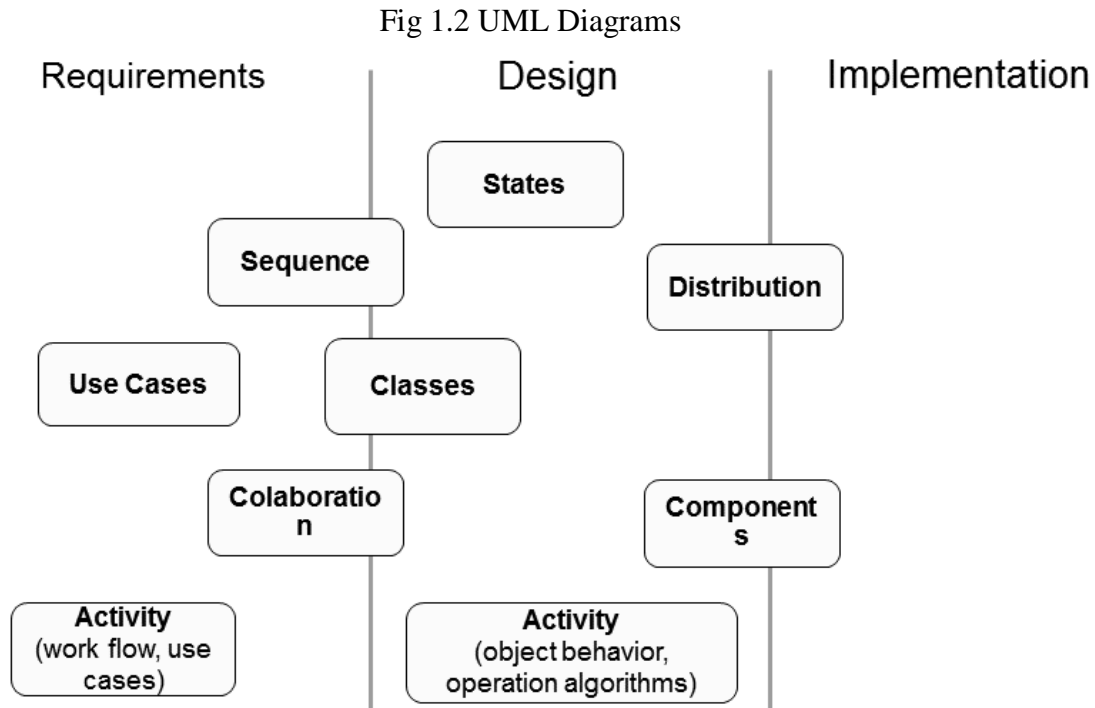 Fig 1.2 UML Diagrams
Requirements
Design
Implementation
States
Sequence
Distribution
Use Cases
Classes
Colaboratio
n
Component
s
Activity
(work flow, use
cases)
Activity
(object behavior,
operation algorithms)